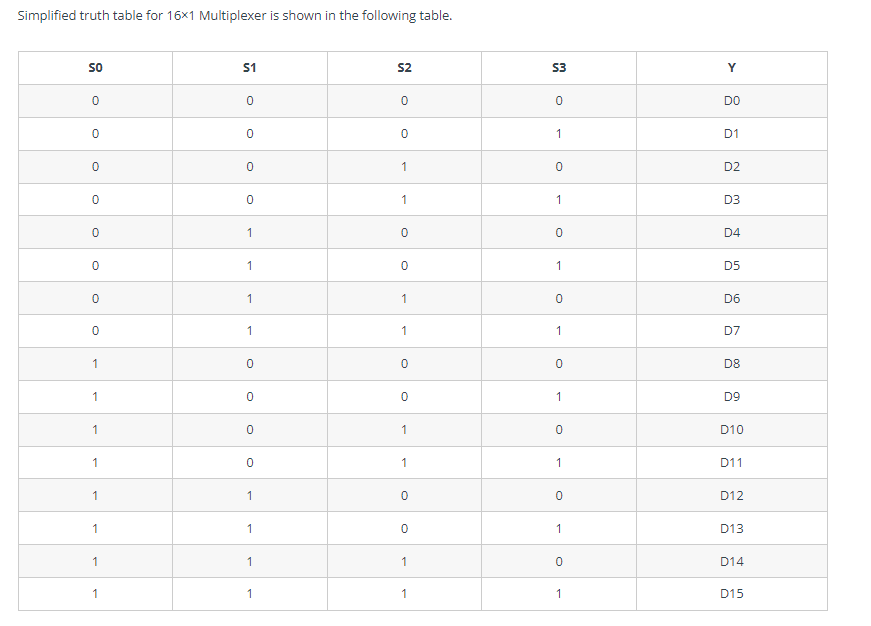 Simplified truth table for 16×1 Multiplexer is shown in the following table.
S0 S1 S2 S3 Y
0 0 0 0 D0
0 0 0 1 D1
0 0 1 0 D2
0 0 1 1 D3
0 1 0 0 D4
0 1 0 1 D5
0 1 1 0 D6
0 1 1 1 D7
1 0 0 0 D8
1 0 0 1 D9
1 0 1 0 D10
1 0 1 1 D11
1 1 0 0 D12
1 1 0 1 D13
1 1 1 0 D14
1 1 1 1 D15